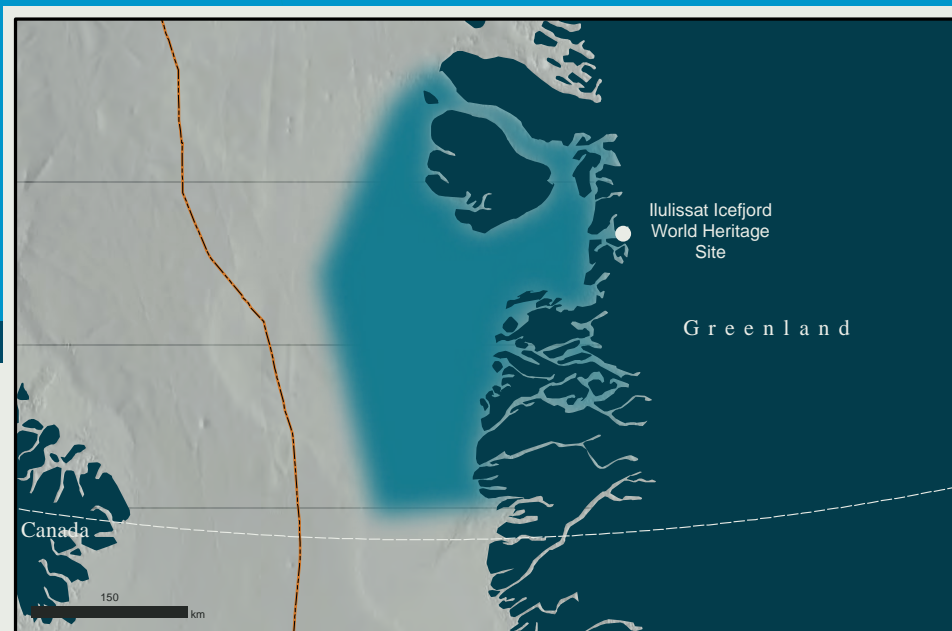 Ilulissat Icefjord
World Heritage
Site
Greenland
Canada
150
km